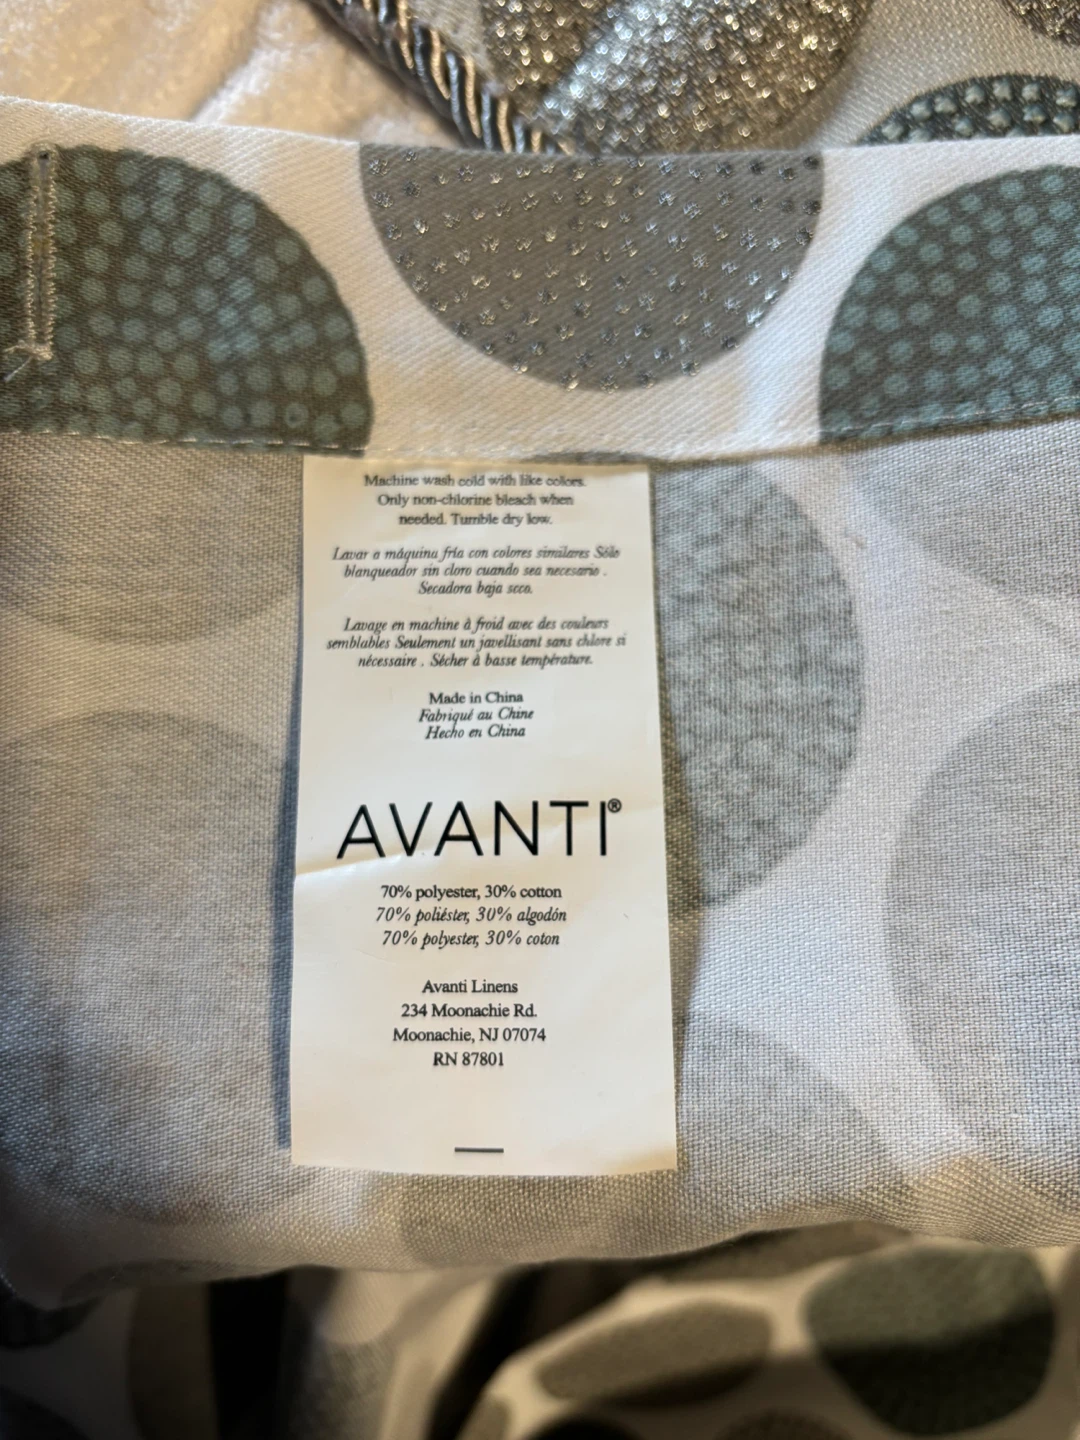 Machine wash cold with like colors.
Only non-chlorine bleach when
needed. Tumble dry low.
Lavar a máquina fría con colores similares Sólo
blanqueador sin cloro cuando sea necesario .
Secadora baja seco.
Lavage en machine à froid avec des couleurs
semblables Seulement un javellisant sans chlore si
nécessaire . Sécher à basse température.
Made in China
Fabriqué au Chine
Hecho en China
AVANTI®
70% polyester, 30% cotton
70% poliéster, 30% algodón
70% polyester, 30% coton
Avanti Linens
234 Moonachie Rd.
Moonachie, NJ 07074
RN 87801